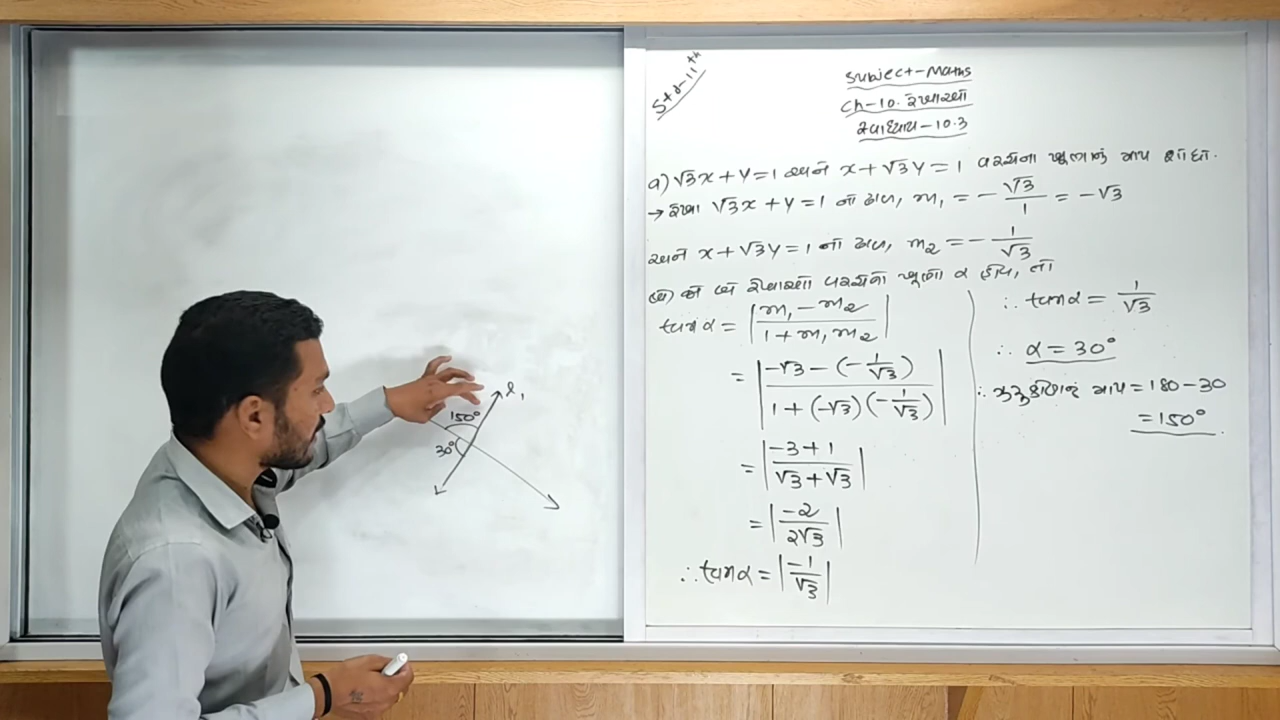 Std-11th
Subject-Maths
Ch-10. રેખાઓ
સ્વાધ્યાય-10.3
9) √3x+y=1 અને x+√3y=1 વચ્ચેના ખૂણાનું માપ શોધો.
→ રેખા √3x+y=1 નો ઢાળ, m₁ = -√3/1 = -√3
અને x+√3y=1 નો ઢાળ, m₂ = -1/√3
જો બે રેખાઓ વચ્ચેનો ખૂણો α હોય, તો
tanα = |m₁-m₂ / 1+m₁m₂|
= |-√3-(-1/√3) / 1+(-√3)(-1/√3)|
= |-3+1 / √3+√3|
= |-2 / 2√3|
∴ tanα = |-1/√3|
∴ tanα = 1/√3
∴ α = 30°
∴ માપ = 180-30
= 150°
l₁
150°
30°